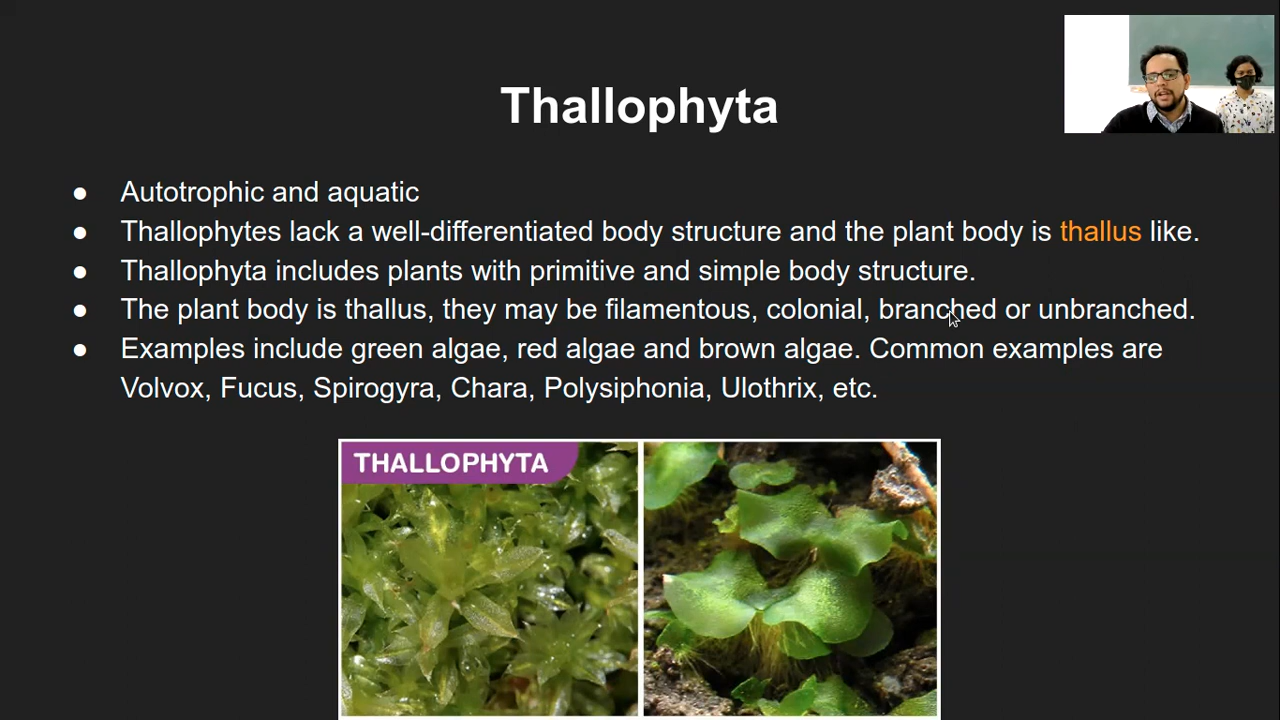 Thallophyta
● Autotrophic and aquatic
● Thallophytes lack a well-differentiated body structure and the plant body is thallus like.
● Thallophyta includes plants with primitive and simple body structure.
● The plant body is thallus, they may be filamentous, colonial, branched or unbranched.
● Examples include green algae, red algae and brown algae. Common examples are
Volvox, Fucus, Spirogyra, Chara, Polysiphonia, Ulothrix, etc.
THALLOPHYTA